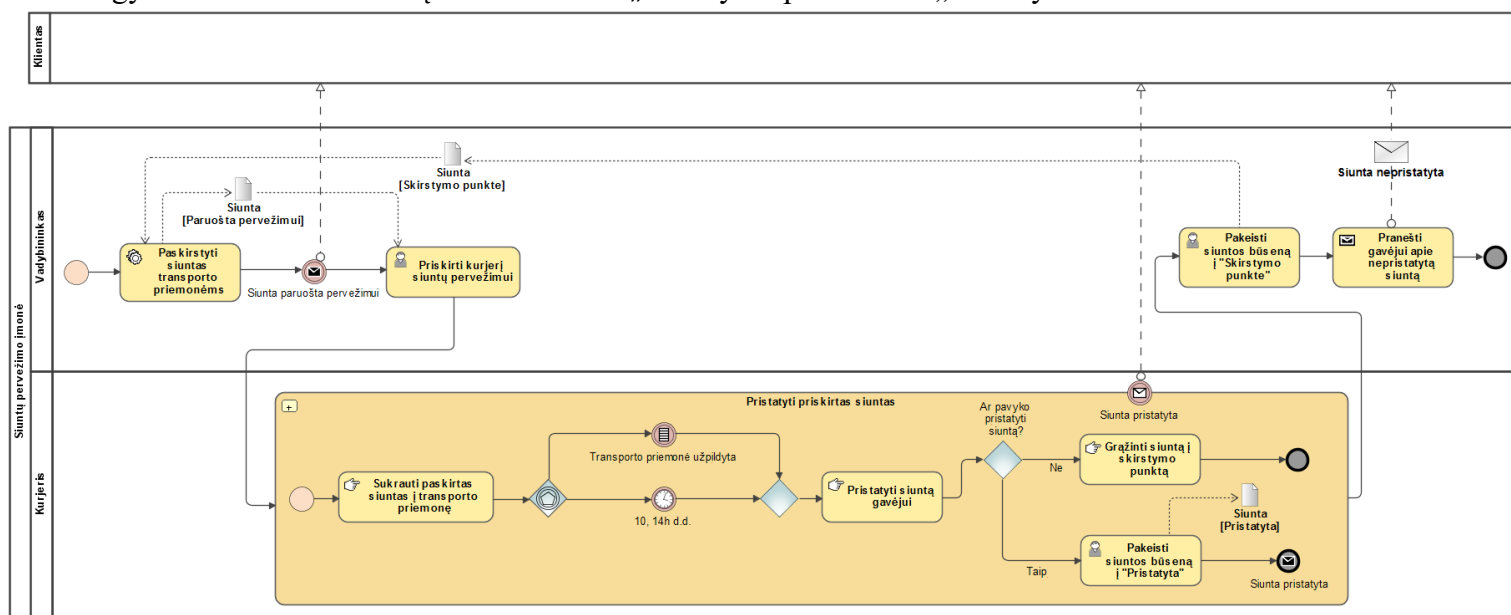 Klientas
Siuntų pervežimo įmonė
Vadybininkas
Siunta
[Skirstymo punkte]
Siunta
[Paruošta pervežimui]
Siunta nepristatyta
Paskirstyti
siuntas
transporto
priemonėms
Siunta paruošta pervežimui
Priskirti kurjerį
siuntų pervežimui
Pakeisti
siuntos būseną
į "Skirstymo
punkte"
Pranešti
gavėjui apie
nepristatytą
siuntą
Kurjeris
Pristatyti priskirtas siuntas
Siunta pristatyta
Sukrauti paskirtas
siuntas į transporto
priemonę
Transporto priemonė užpildyta
10, 14h d.d.
Pristatyti siuntą
gavėjui
Ar pavyko
pristatyti
siuntą?
Ne
Grąžinti siuntą į
skirstymo
punktą
Siunta
[Pristatyta]
Taip
Pakeisti
siuntos būseną
į "Pristatyta"
Siunta pristatyta